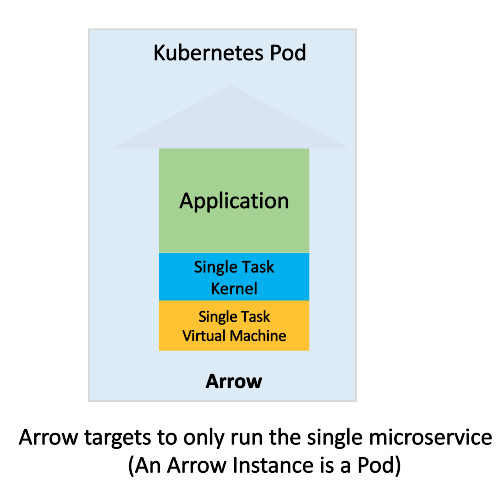 Kubernetes Pod
Application
Single Task
Kernel
Single Task
Virtual Machine
Arrow
Arrow targets to only run the single microservice
(An Arrow Instance is a Pod)